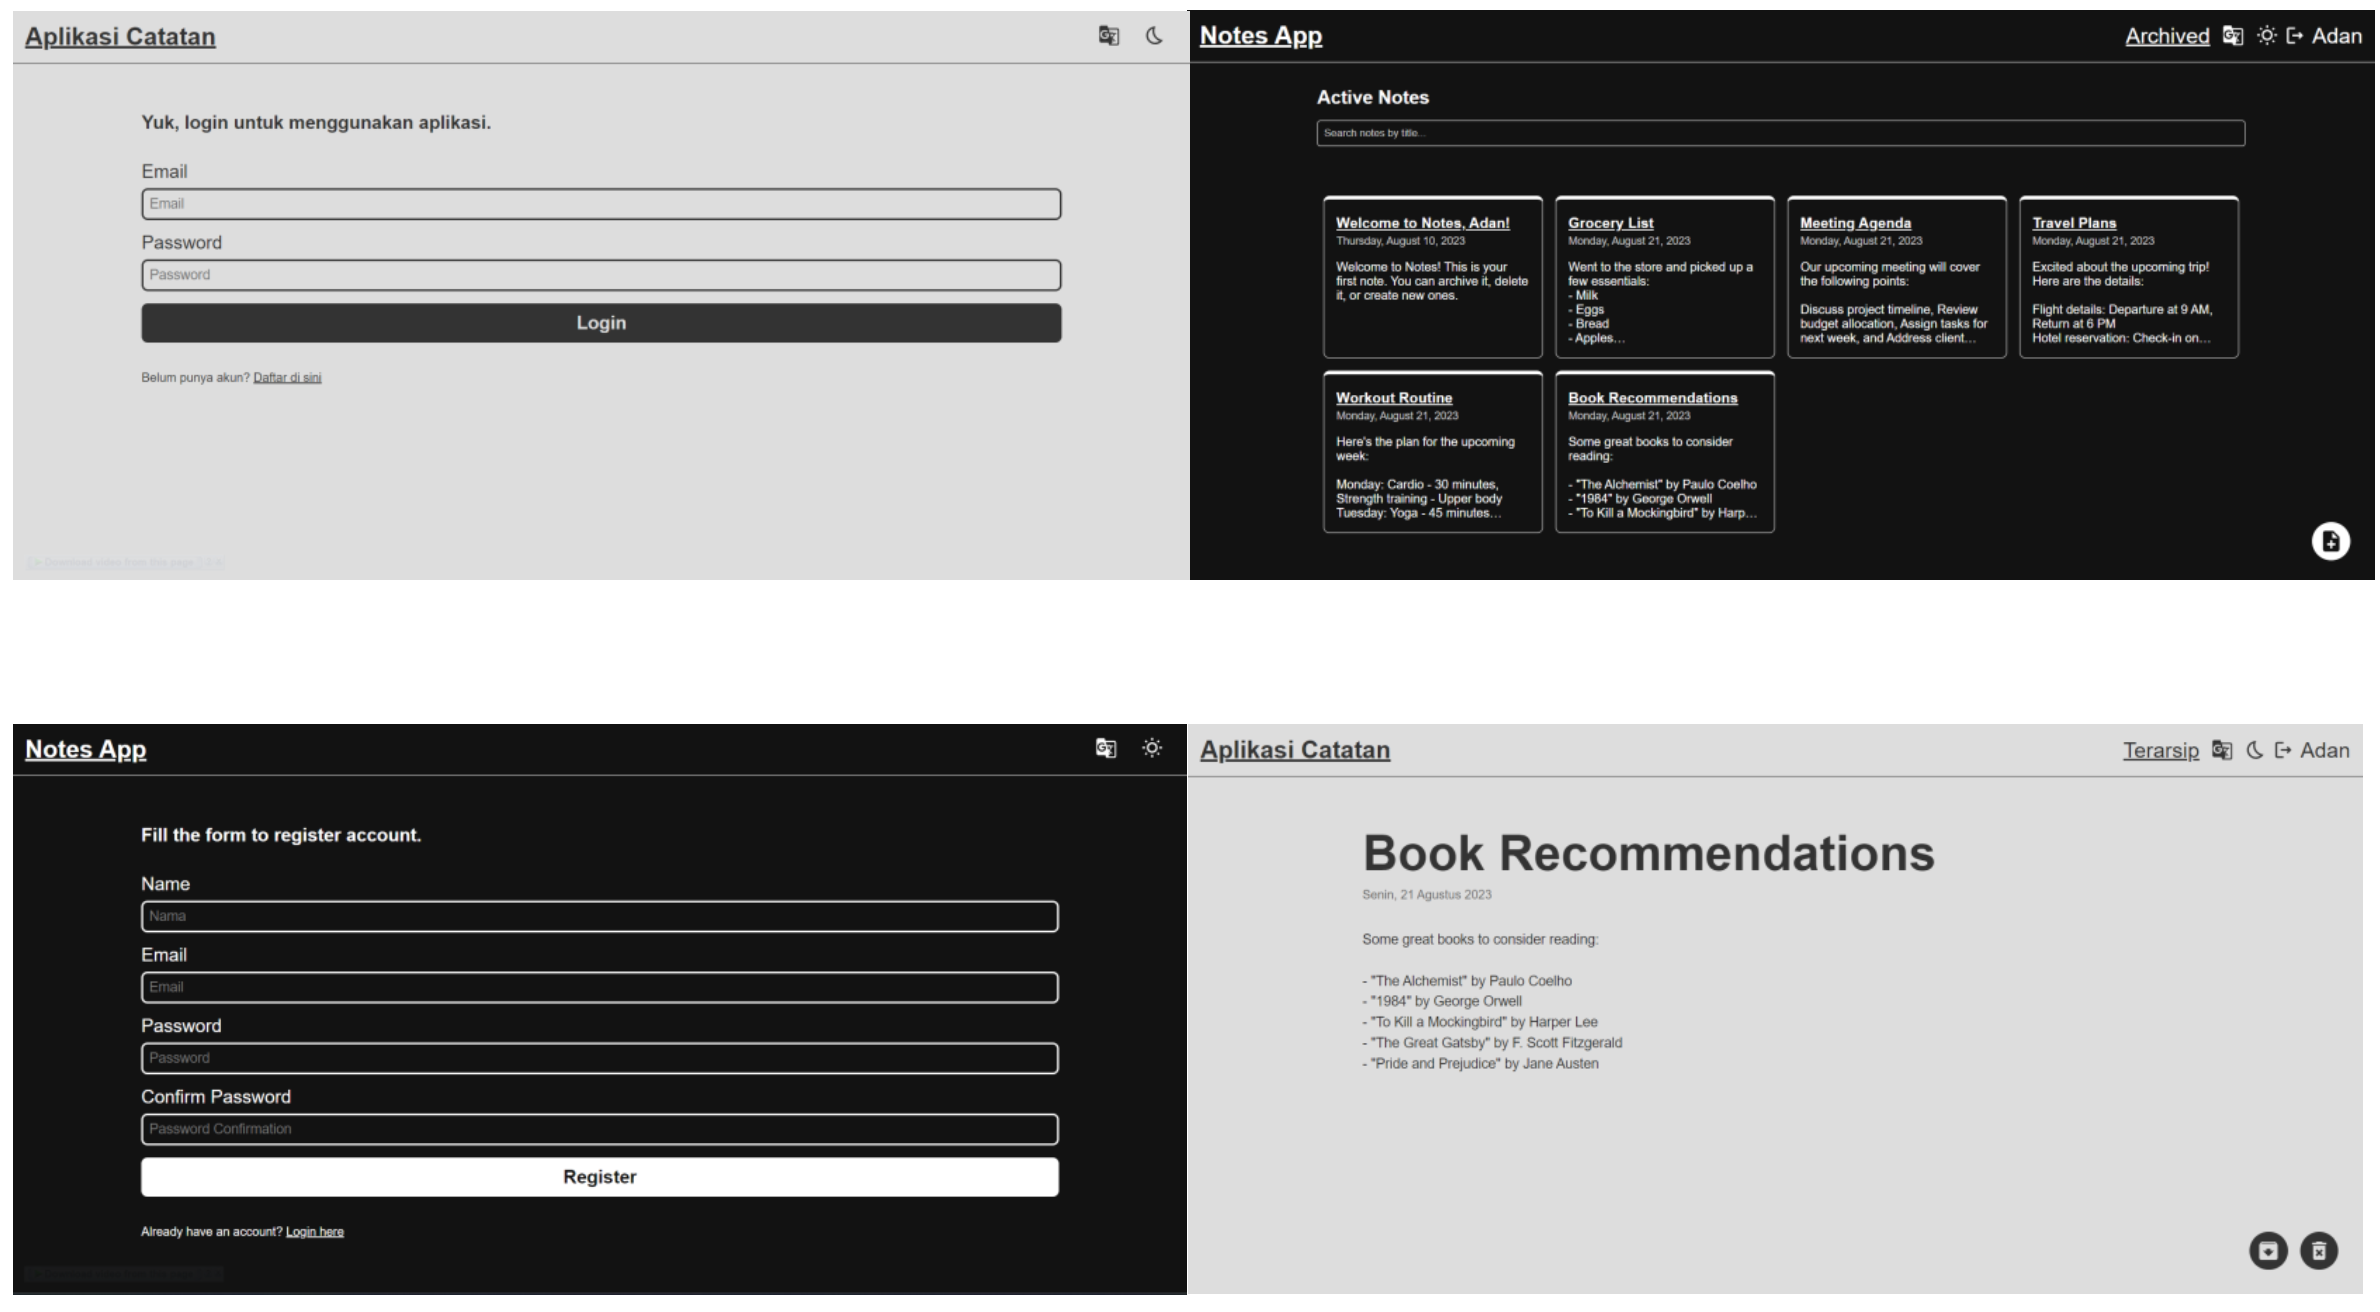 Aplikasi Catatan
Yuk, login untuk menggunakan aplikasi.
Email
Email
Password
Password
Login
Belum punya akun? Daftar di sini
Notes App
Archived Adan
Active Notes
Search notes by title...
Welcome to Notes, Adan!
Thursday, August 10, 2023
Welcome to Notes! This is your
first note. You can archive it, delete
it, or create new ones.
Grocery List
Monday, August 21, 2023
Went to the store and picked up a
few essentials:
- Milk
- Eggs
- Bread
- Apples…
Meeting Agenda
Monday, August 21, 2023
Our upcoming meeting will cover
the following points:
Discuss project timeline, Review
budget allocation, Assign tasks for
next week, and Address client…
Travel Plans
Monday, August 21, 2023
Excited about the upcoming trip!
Here are the details:
Flight details: Departure at 9 AM,
Return at 6 PM
Hotel reservation: Check-in on…
Workout Routine
Monday, August 21, 2023
Here's the plan for the upcoming
week:
Monday: Cardio - 30 minutes,
Strength training - Upper body
Tuesday: Yoga - 45 minutes…
Book Recommendations
Monday, August 21, 2023
Some great books to consider
reading:
- "The Alchemist" by Paulo Coelho
- "1984" by George Orwell
- "To Kill a Mockingbird" by Harp…
Notes App
Fill the form to register account.
Name
Nama
Email
Email
Password
Password
Confirm Password
Password Confirmation
Register
Already have an account? Login here
Aplikasi Catatan
Terarsip Adan
Book Recommendations
Senin, 21 Agustus 2023
Some great books to consider reading:
- "The Alchemist" by Paulo Coelho
- "1984" by George Orwell
- "To Kill a Mockingbird" by Harper Lee
- "The Great Gatsby" by F. Scott Fitzgerald
- "Pride and Prejudice" by Jane Austen